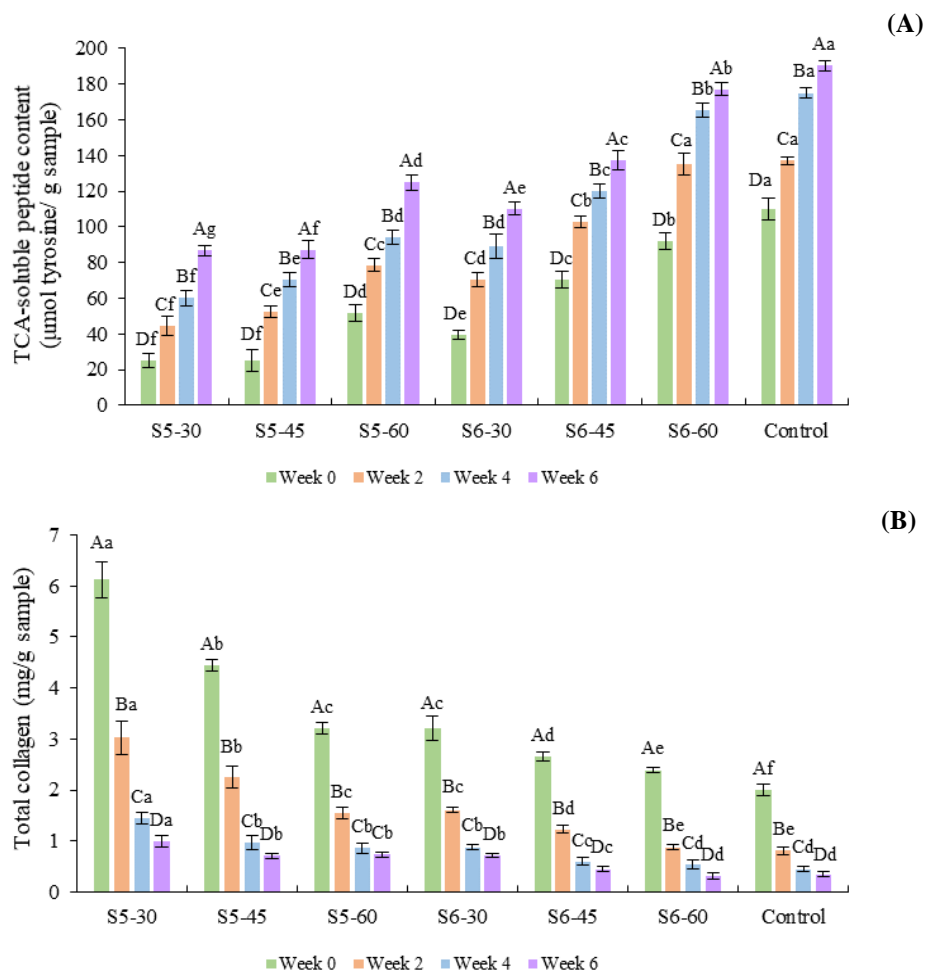 (A)
TCA-soluble peptide content
((µmol tyrosine/ g sample)
200
180
160
140
120
100
80
60
40
20
0
Df Cf Bf Ag
Df Ce Be Af
Dd Cc Bd Ad
De Cd Bd Ae
Dc Cb Bc Ac
Db Ca Bb Ab
Da Ca Ba Aa
S5-30 S5-45 S5-60 S6-30 S6-45 S6-60 Control
Week 0 Week 2 Week 4 Week 6
(B)
Total collagen (mg/g sample)
7
6
5
4
3
2
1
0
Aa Ba Ca Da
Ab Bb Cb Db
Ac Bc Cb Cb
Ac Bc Cb Db
Ad Bd Cc Dc
Ae Be Cd Dd
Af Be Cd Dd
S5-30 S5-45 S5-60 S6-30 S6-45 S6-60 Control
Week 0 Week 2 Week 4 Week 6